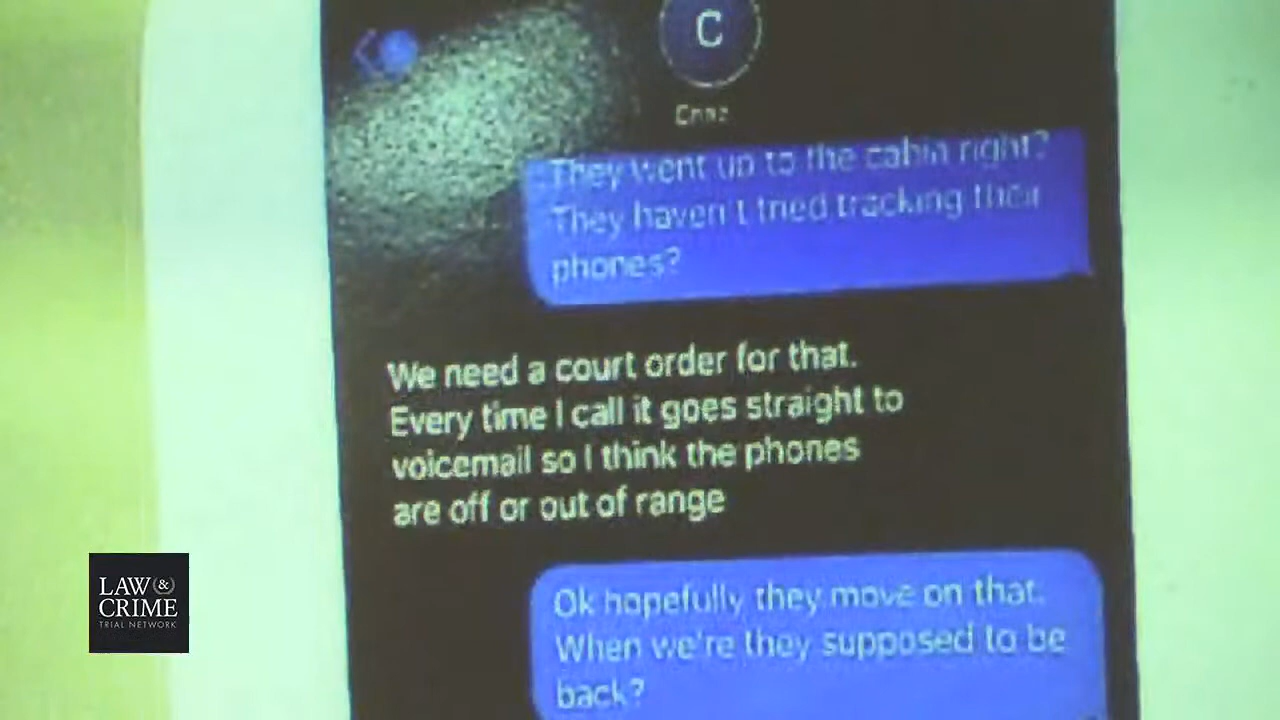 C
They went up to the cabin right?
They haven't tried tracking their
phones?
We need a court order for that.
Every time I call it goes straight to
voicemail so I think the phones
are off or out of range
Ok hopefully they move on that.
When we're they supposed to be
back?
LAW &
CRIME
TRIAL NETWORK